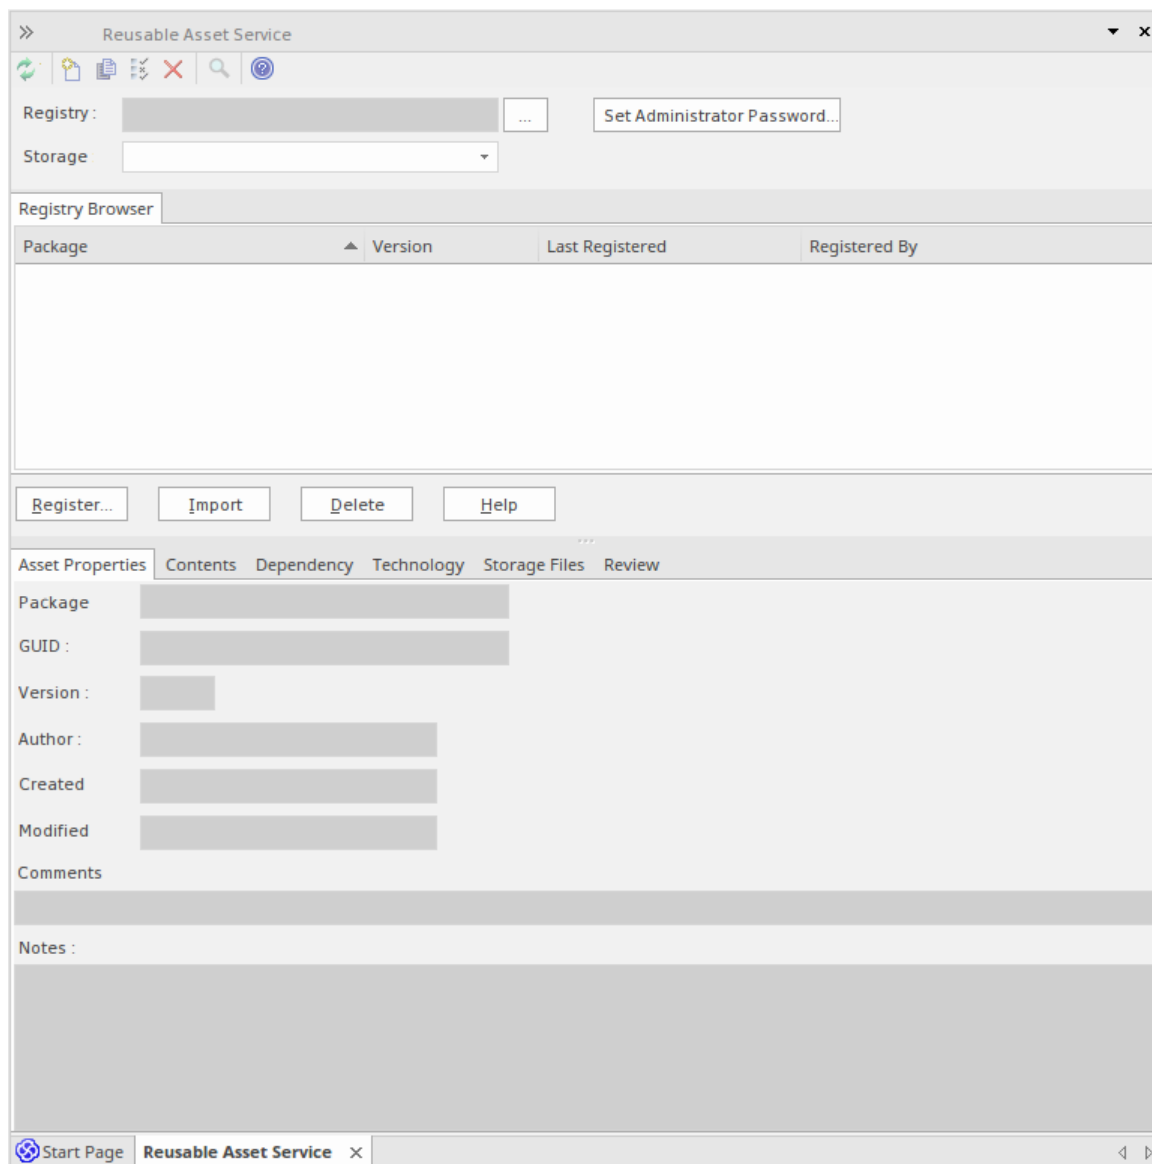 Reusable Asset Service
Registry :
...
Set Administrator Password...
Storage
Registry Browser
Package Version Last Registered Registered By
Register... Import Delete Help
Asset Properties Contents Dependency Technology Storage Files Review
Package
GUID :
Version :
Author :
Created
Modified
Comments
Notes :
Start Page Reusable Asset Service